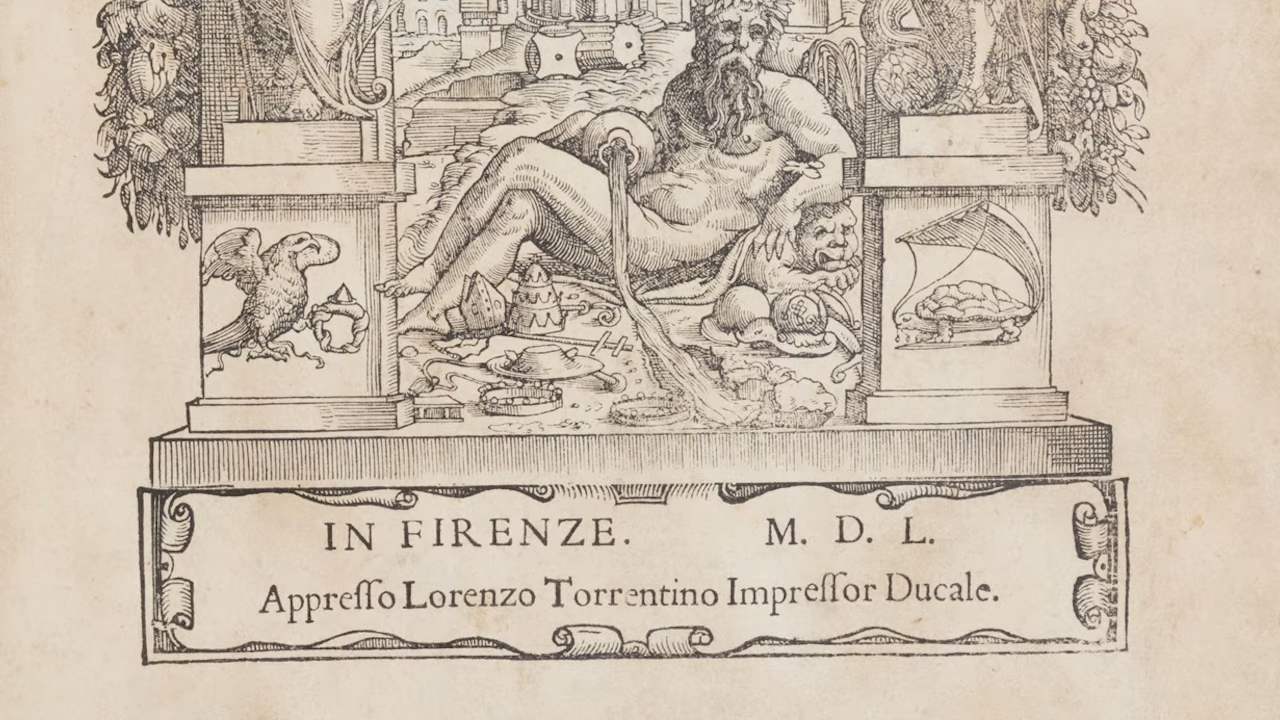 IN FIRENZE. M. D. L.
Appreſſo Lorenzo Torrentino Impreſſor Ducale.